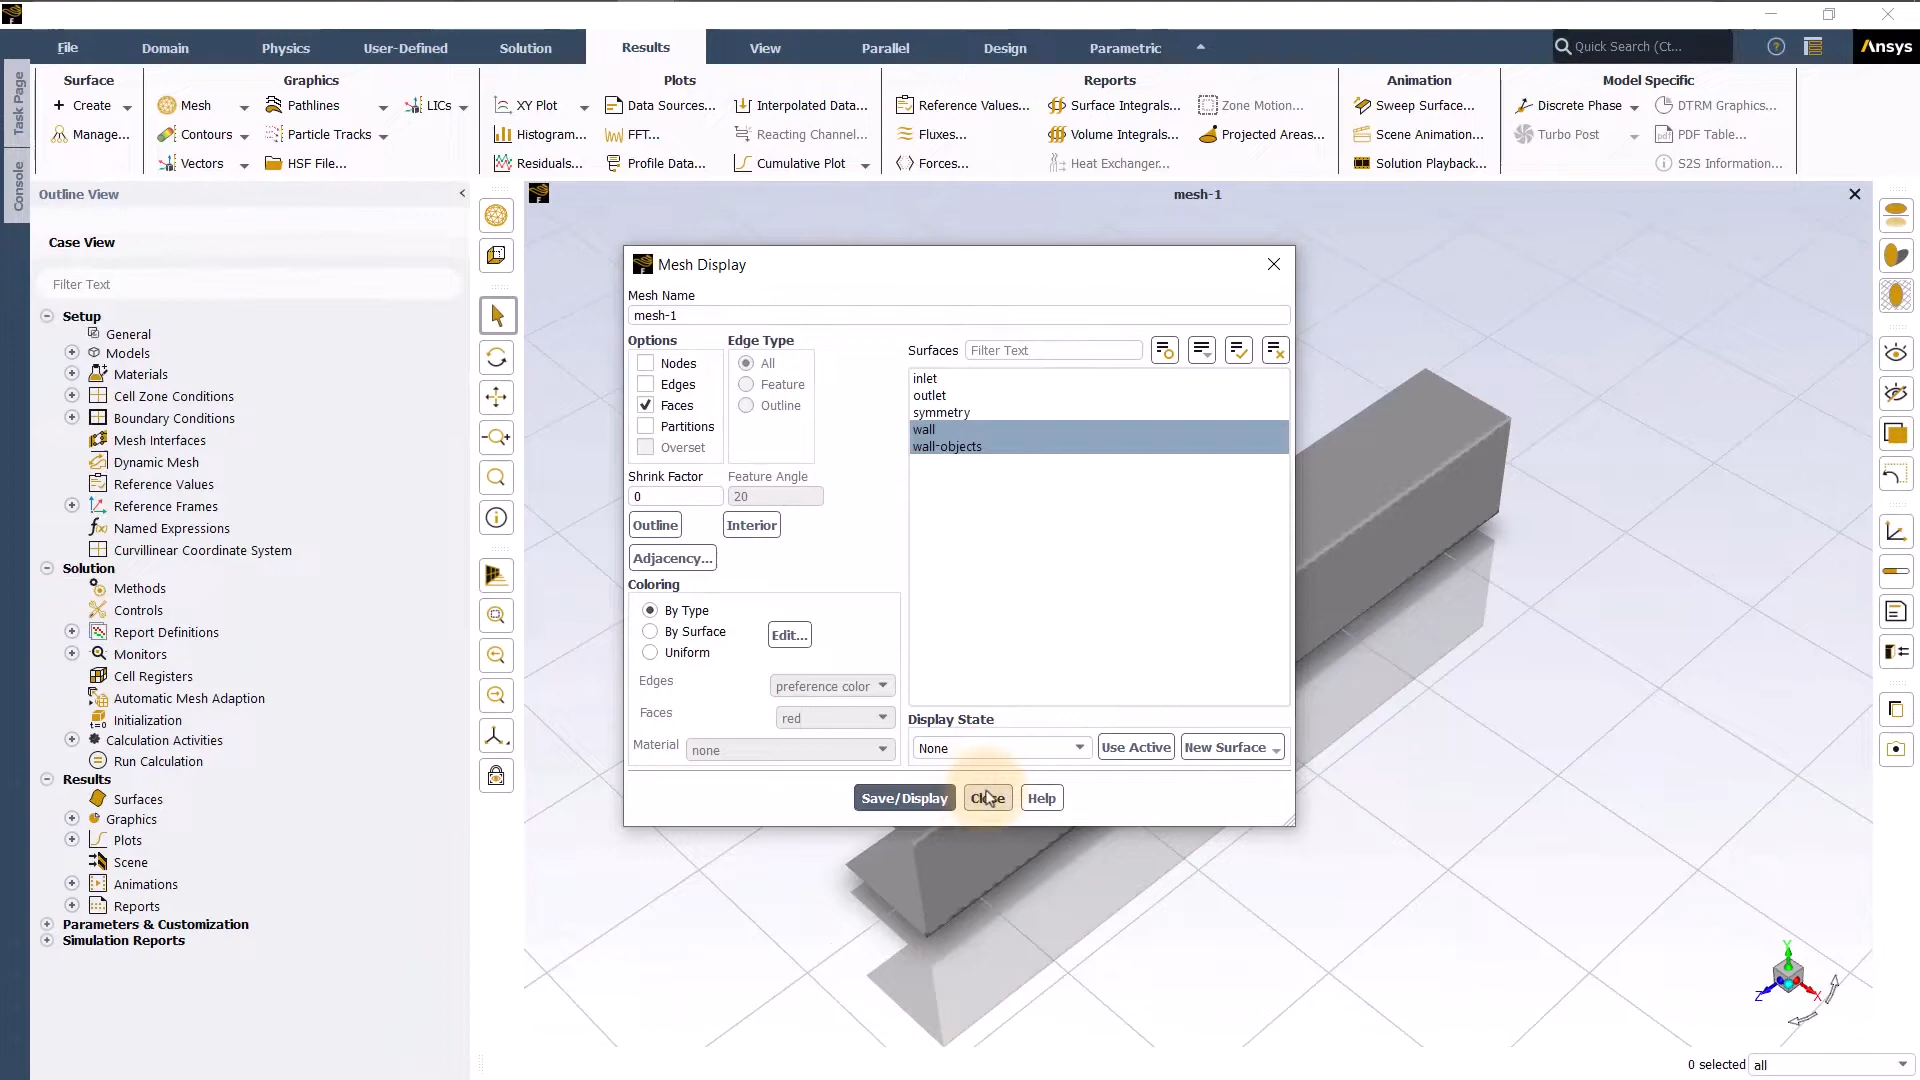 File
Domain
Physics
User-Defined
Solution
Results
View
Parallel
Design
Parametric
Quick Search (Ct...
Ansys
Task Page
Console
Surface
Create
Manage...
Graphics
Mesh
Pathlines
LICs
Contours
Particle Tracks
Vectors
HSF File...
Plots
XY Plot
Data Sources...
Interpolated Data...
Histogram...
FFT...
Reacting Channel...
Residuals...
Profile Data...
Cumulative Plot
Reports
Reference Values...
Surface Integrals...
Zone Motion...
Fluxes...
Volume Integrals...
Projected Areas...
Forces...
Heat Exchanger...
Animation
Sweep Surface...
Scene Animation...
Solution Playback...
Model Specific
Discrete Phase
DTRM Graphics...
Turbo Post
PDF Table...
S2S Information...
Outline View
Case View
Filter Text
Setup
General
Models
Materials
Cell Zone Conditions
Boundary Conditions
Mesh Interfaces
Dynamic Mesh
Reference Values
Reference Frames
Named Expressions
Curvillinear Coordinate System
Solution
Methods
Controls
Report Definitions
Monitors
Cell Registers
Automatic Mesh Adaption
Initialization
Calculation Activities
Run Calculation
Results
Surfaces
Graphics
Plots
Scene
Animations
Reports
Parameters & Customization
Simulation Reports
mesh-1
Mesh Display
Mesh Name
mesh-1
Options
Nodes
Edges
Faces
Partitions
Overset
Edge Type
All
Feature
Outline
Shrink Factor
0
Feature Angle
20
Outline
Interior
Adjacency...
Coloring
By Type
By Surface
Uniform
Edit...
Edges
preference color
Faces
red
Material
none
Surfaces
Filter Text
inlet
outlet
symmetry
wall
wall-objects
Display State
None
Use Active
New Surface
Save/Display
Close
Help
Y
Z
X
0 selected
all